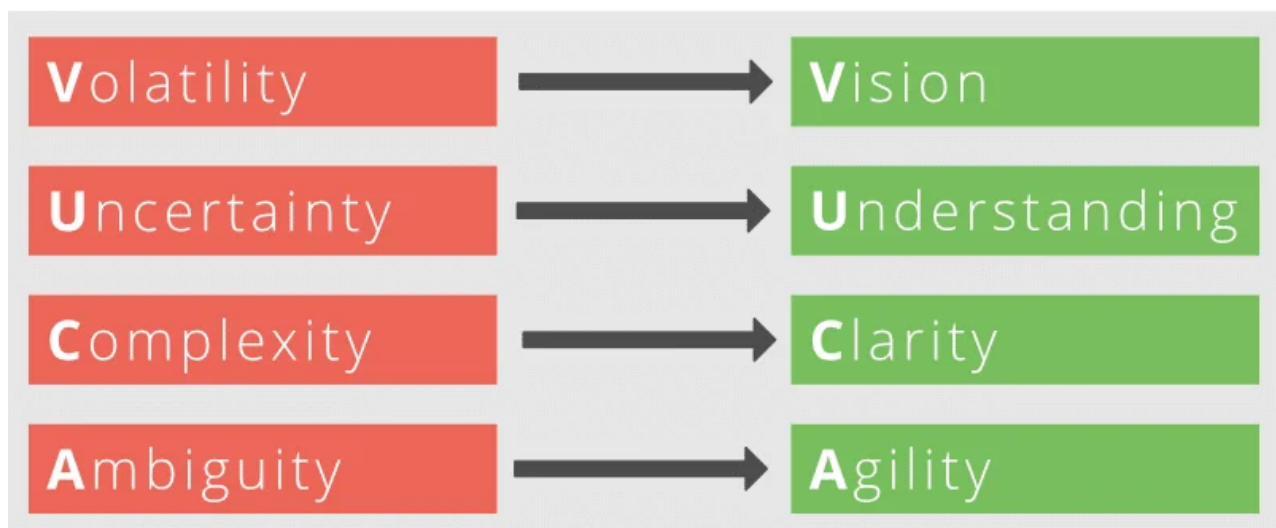 Volatility
Vision
Uncertainty
Understanding
Complexity
Clarity
Ambiguity
Agility